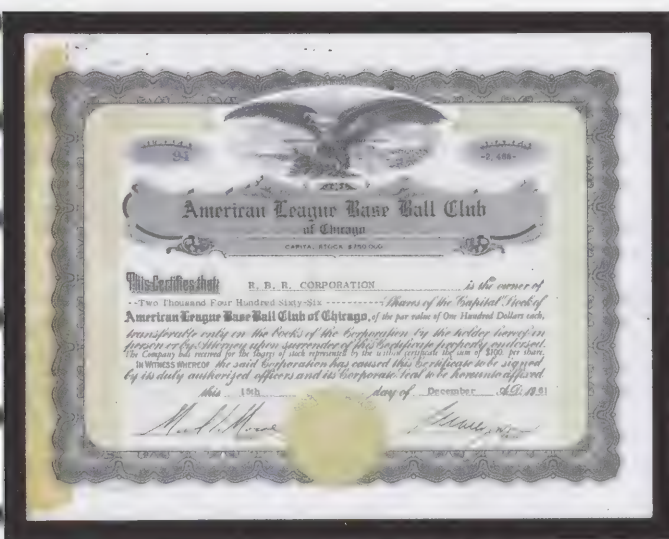 94
-2,466-
American League Base Ball Club
of Chicago
CAPITAL STOCK $350,000
This Certifies that R. B. R. CORPORATION is the owner of
--Two Thousand Four Hundred Sixty-Six---------- Shares of the Capital Stock of
American League Base Ball Club of Chicago, of the par value of One Hundred Dollars each,
transferable only on the books of the Corporation by the holder hereof in
person or by Attorney upon surrender of this Certificate properly endorsed.
The Company has received for the shares of stock represented by the within certificate the sum of $100. per share.
IN WITNESS WHEREOF the said Corporation has caused this Certificate to be signed
by its duly authorized officers and its Corporate Seal to be hereunto affixed
this 15th day of December A.D. 1961